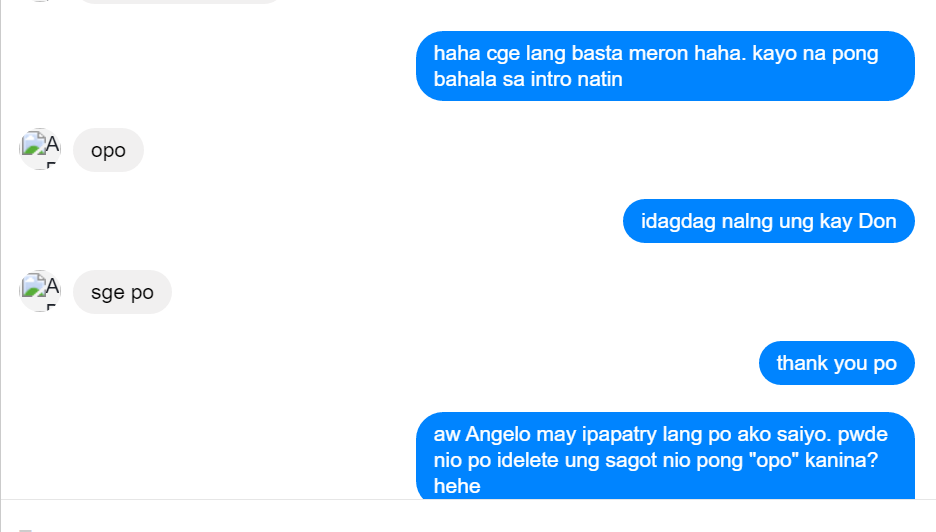 haha cge lang basta meron haha. kayo na pong
bahala sa intro natin
A
opo
idagdag nalng ung kay Don
A
sge po
thank you po
aw Angelo may ipapatry lang po ako saiyo. pwde
nio po idelete ung sagot nio pong "opo" kanina?
hehe